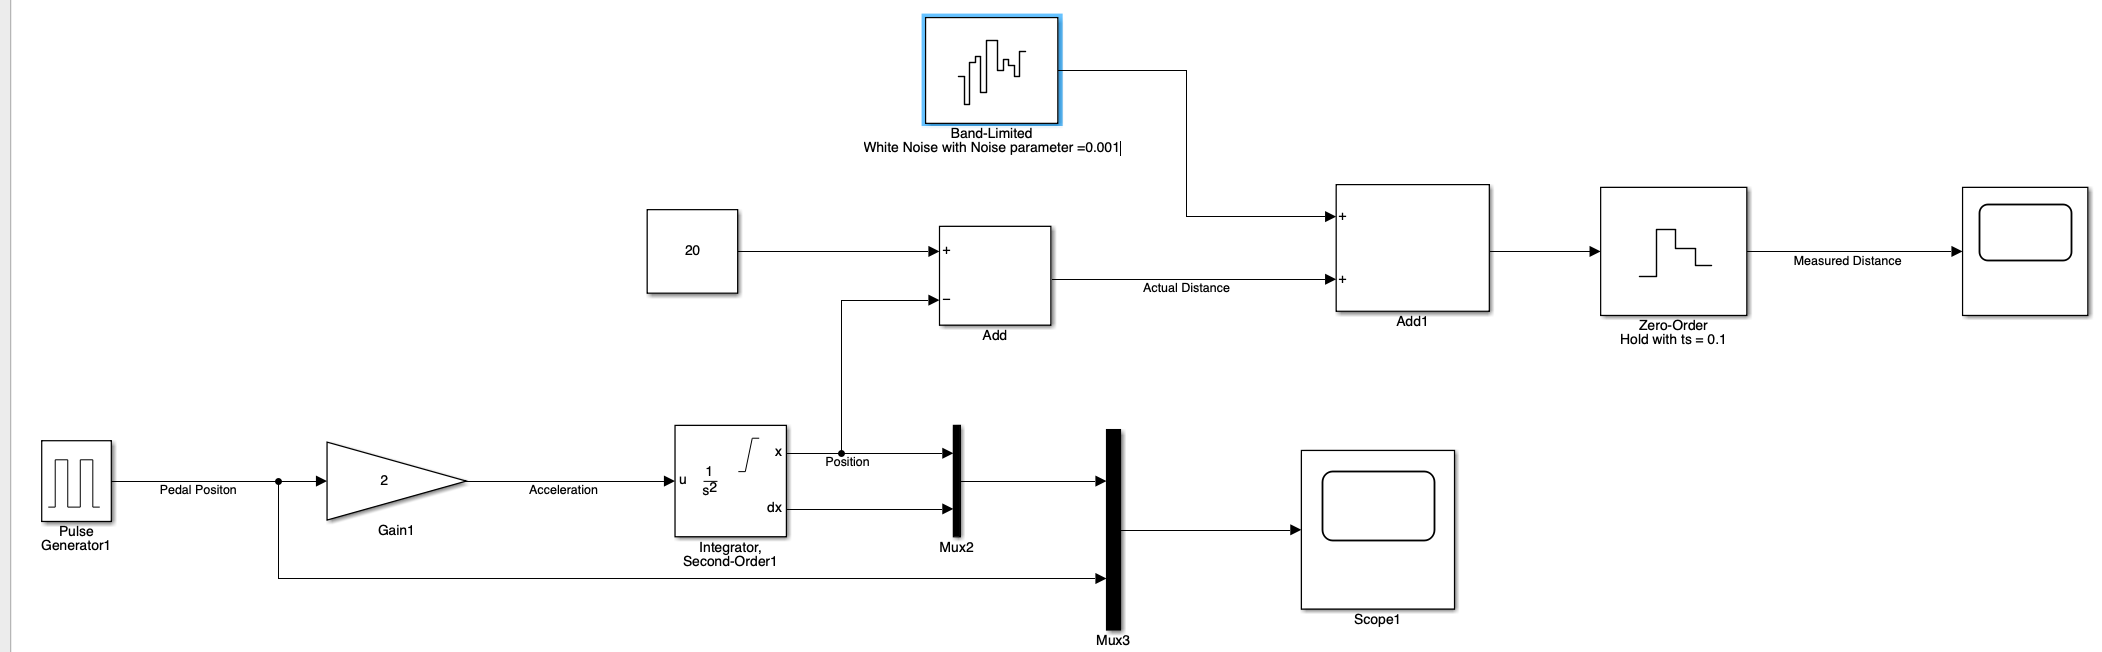 Band-Limited
White Noise with Noise parameter =0.001
20
+
−
Add
Actual Distance
+
+
Add1
Zero-Order
Hold with ts = 0.1
Measured Distance
Pulse
Generator1
Pedal Positon
2
Gain1
Acceleration
u
1
s2
x
dx
Integrator,
Second-Order1
Position
Mux2
Mux3
Scope1